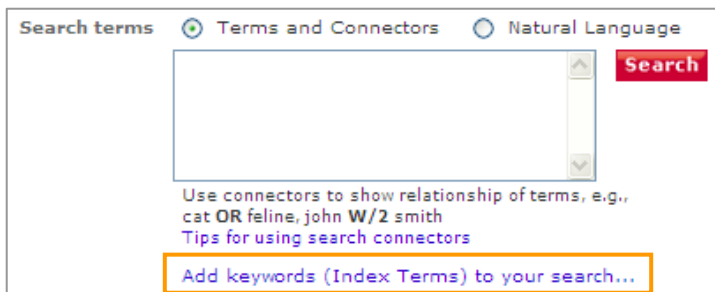 Search terms Terms and Connectors Natural Language
Search
Use connectors to show relationship of terms, e.g.,
cat OR feline, john W/2 smith
Tips for using search connectors
Add keywords (Index Terms) to your search...